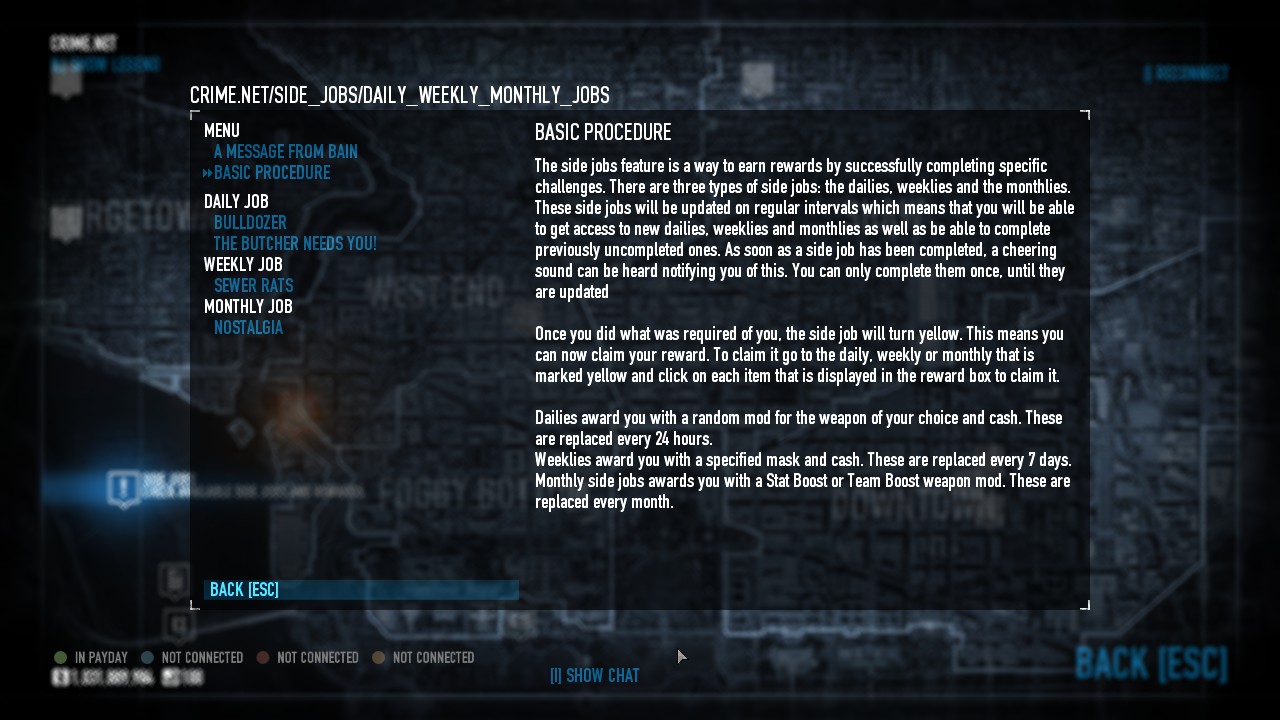 CRIME.NET
CRIME.NET/SIDE_JOBS/DAILY_WEEKLY_MONTHLY_JOBS
MENU
A MESSAGE FROM BAIN
BASIC PROCEDURE
DAILY JOB
BULLDOZER
THE BUTCHER NEEDS YOU!
WEEKLY JOB
SEWER RATS
MONTHLY JOB
NOSTALGIA
BACK [ESC]
BASIC PROCEDURE
The side jobs feature is a way to earn rewards by successfully completing specific
challenges. There are three types of side jobs: the dailies, weeklies and the monthlies.
These side jobs will be updated on regular intervals which means that you will be able
to get access to new dailies, weeklies and monthlies as well as be able to complete
previously uncompleted ones. As soon as a side job has been completed, a cheering
sound can be heard notifying you of this. You can only complete them once, until they
are updated
Once you did what was required of you, the side job will turn yellow. This means you
can now claim your reward. To claim it go to the daily, weekly or monthly that is
marked yellow and click on each item that is displayed in the reward box to claim it.
Dailies award you with a random mod for the weapon of your choice and cash. These
are replaced every 24 hours.
Weeklies award you with a specified mask and cash. These are replaced every 7 days.
Monthly side jobs awards you with a Stat Boost or Team Boost weapon mod. These are
replaced every month.
WEST END
DOWNTOWN
IN PAYDAY
NOT CONNECTED
NOT CONNECTED
NOT CONNECTED
[I] SHOW CHAT
BACK [ESC]